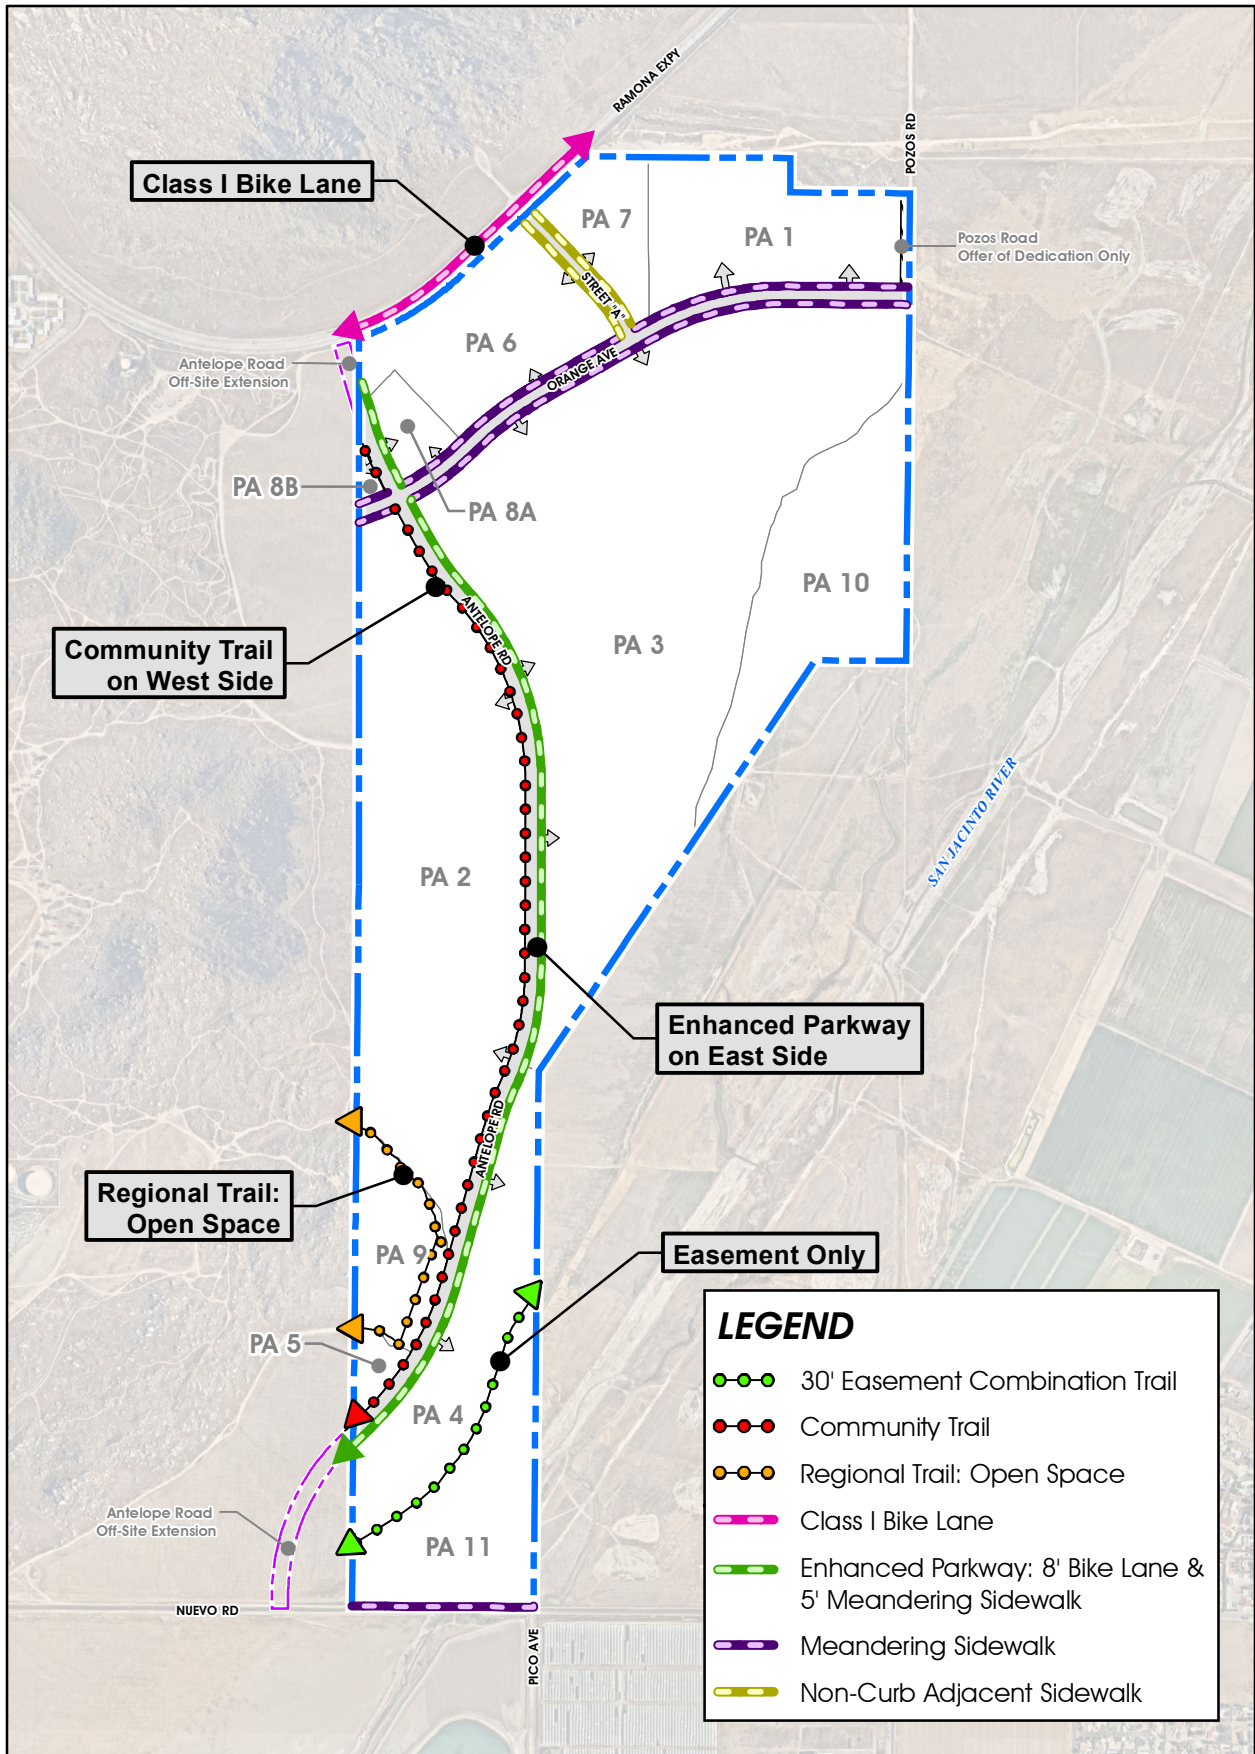 RAMONA EXPY
POZOS RD
Class I Bike Lane
PA 7
PA 1
Pozos Road
Offer of Dedication Only
STREET "A"
PA 6
ORANGE AVE
Antelope Road
Off-Site Extension
PA 8B
PA 8A
PA 10
ANTELOPE RD
Community Trail
on West Side
PA 3
SAN JACINTO RIVER
PA 2
Enhanced Parkway
on East Side
ANTELOPE RD
Regional Trail:
Open Space
PA 9
Easement Only
PA 5
PA 4
Antelope Road
Off-Site Extension
PA 11
NUEVO RD
PICO AVE
LEGEND
30' Easement Combination Trail
Community Trail
Regional Trail: Open Space
Class I Bike Lane
Enhanced Parkway: 8' Bike Lane &
5' Meandering Sidewalk
Meandering Sidewalk
Non-Curb Adjacent Sidewalk